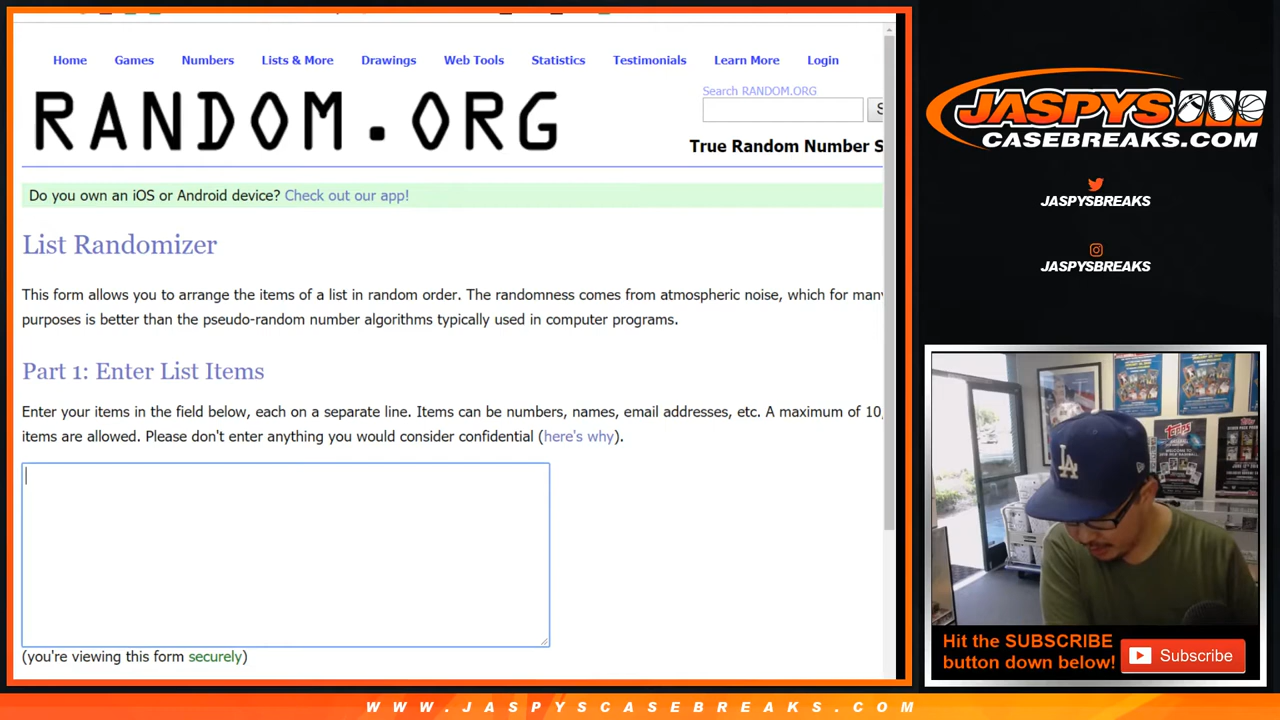 Home Games Numbers Lists & More Drawings Web Tools Statistics Testimonials Learn More Login
RANDOM.ORG
Search RANDOM.ORG
S
True Random Number S
Do you own an iOS or Android device? Check out our app!
List Randomizer
This form allows you to arrange the items of a list in random order. The randomness comes from atmospheric noise, which for many
purposes is better than the pseudo-random number algorithms typically used in computer programs.
Part 1: Enter List Items
Enter your items in the field below, each on a separate line. Items can be numbers, names, email addresses, etc. A maximum of 10,
items are allowed. Please don't enter anything you would consider confidential (here's why).
(you're viewing this form securely)
JASPYS
CASEBREAKS.COM
JASPYSBREAKS
JASPYSBREAKS
LA
TOPPS
Hit the SUBSCRIBE
button down below!
Subscribe
WWW.JASPYSCASEBREAKS.COM